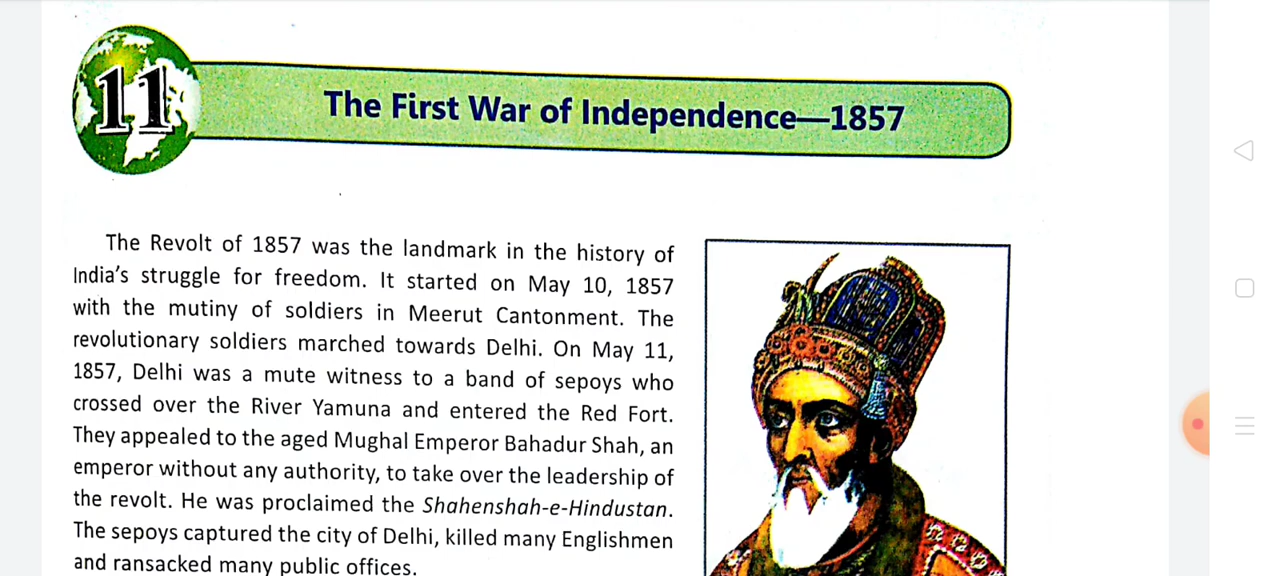 11
The First War of Independence—1857
The Revolt of 1857 was the landmark in the history of
India's struggle for freedom. It started on May 10, 1857
with the mutiny of soldiers in Meerut Cantonment. The
revolutionary soldiers marched towards Delhi. On May 11,
1857, Delhi was a mute witness to a band of sepoys who
crossed over the River Yamuna and entered the Red Fort.
They appealed to the aged Mughal Emperor Bahadur Shah, an
emperor without any authority, to take over the leadership of
the revolt. He was proclaimed the Shahenshah-e-Hindustan.
The sepoys captured the city of Delhi, killed many Englishmen
and ransacked many public offices.